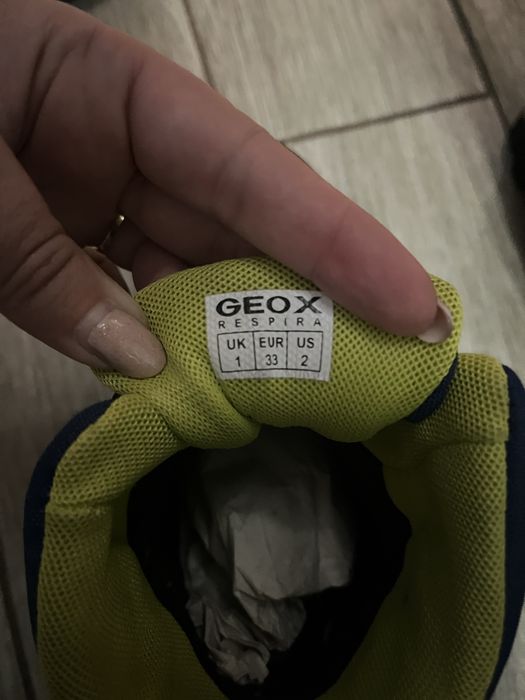 GEOX
RESPIRA
UK EUR US
1 33 2